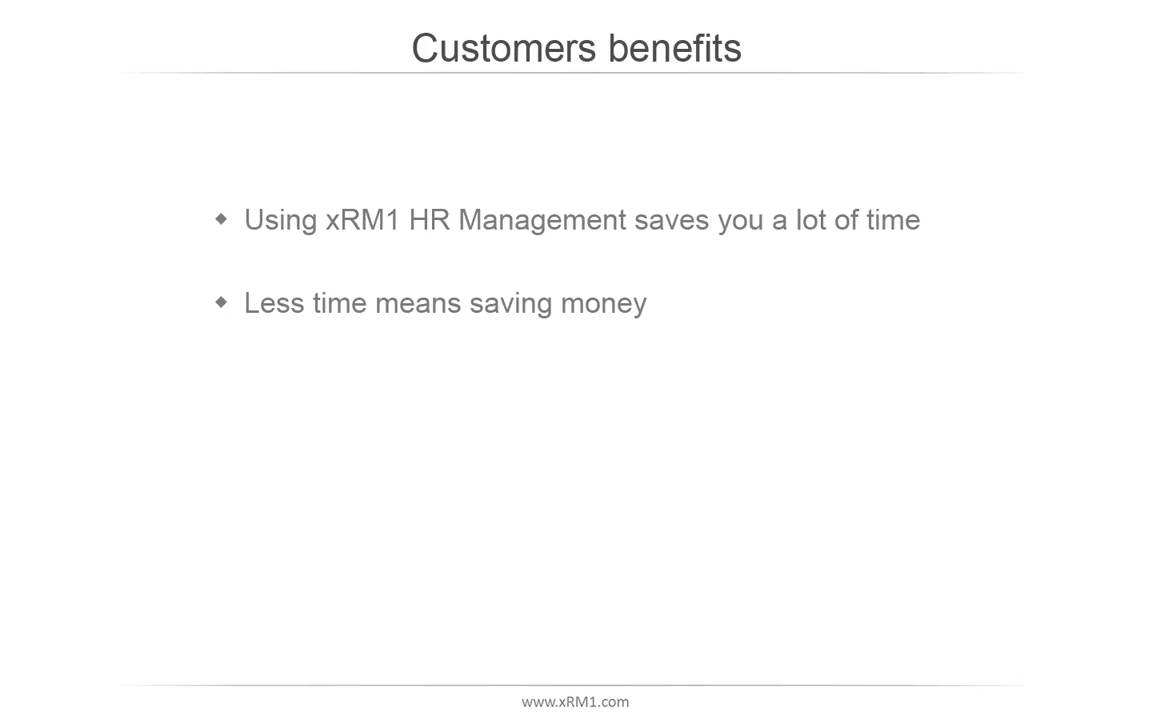 Customers benefits
◆ Using xRM1 HR Management saves you a lot of time
◆ Less time means saving money
www.xRM1.com